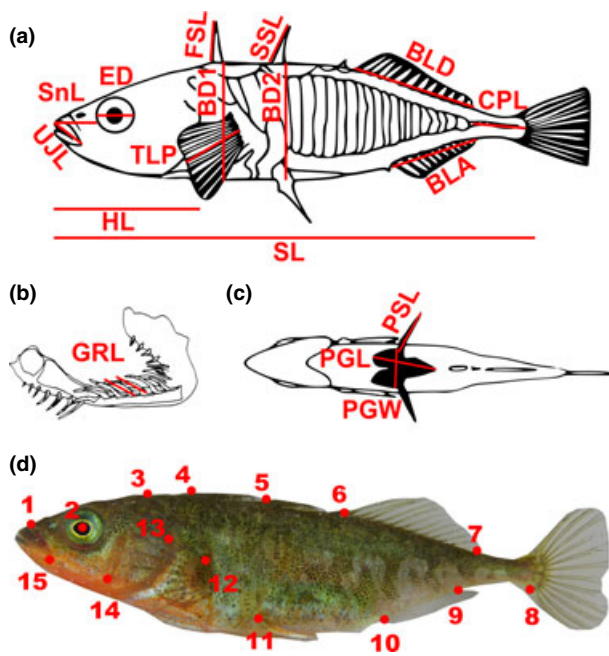 (a)
FSL
SSL
BLD
ED
BD1
BD2
CPL
SnL
UJL
TLP
BLA
HL
SL
(b)
(c)
GRL
PSL
PGL
PGW
(d)
1
2
3
4
5
6
7
13
12
15
14
11
10
9
8